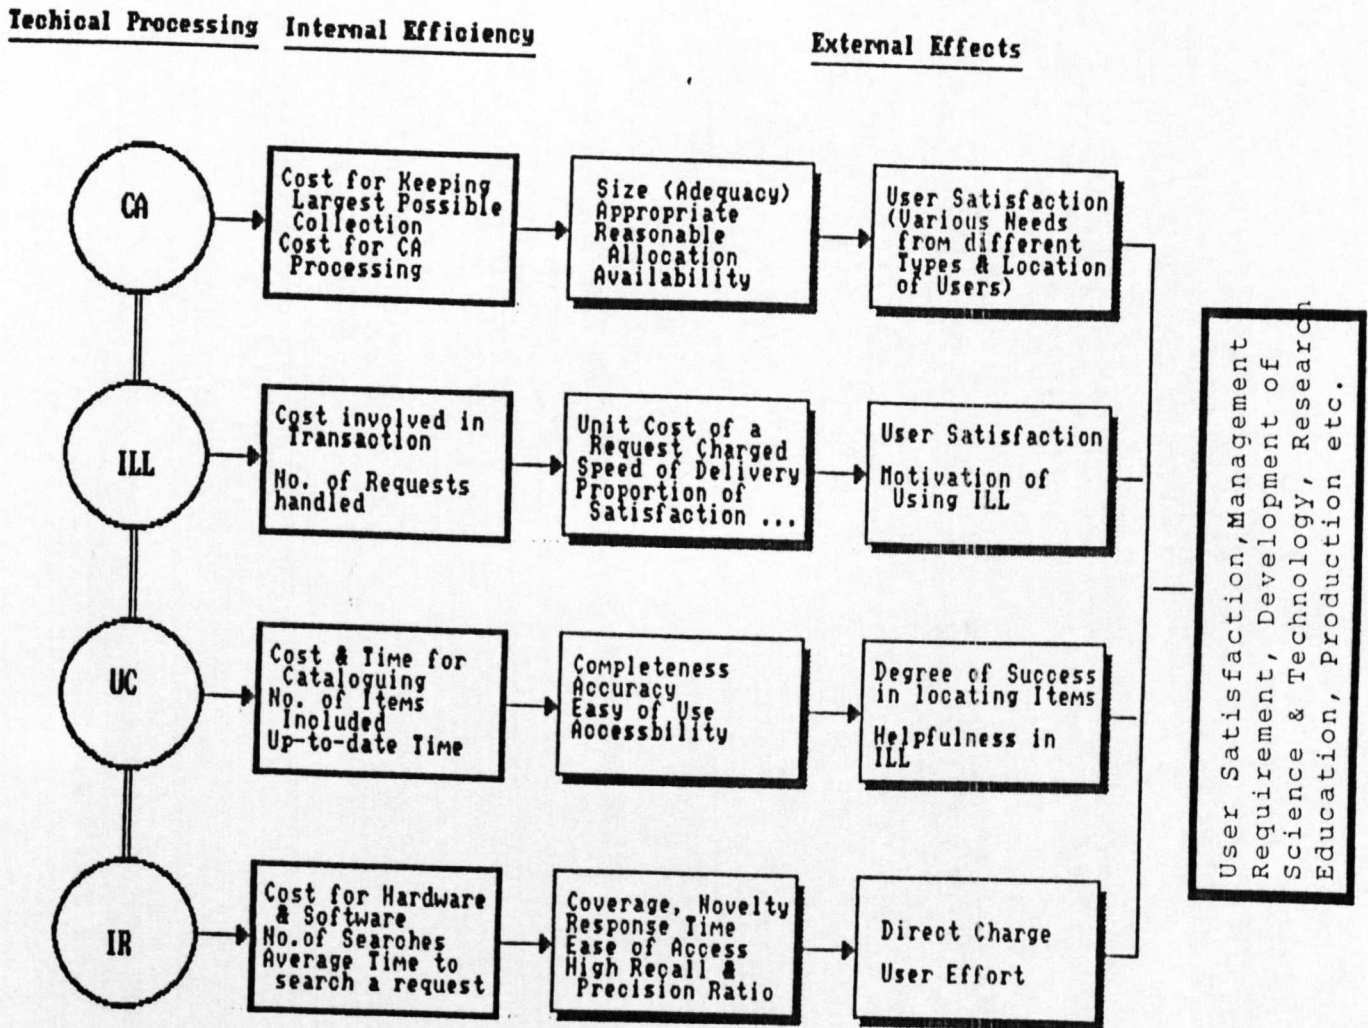 Techical Processing Internal Efficiency External Effects
CA
Cost for Keeping
Largest Possible
Collection
Cost for CA
Processing
Size (Adequacy)
Appropriate
Reasonable
Allocation
Availability
User Satisfaction
(Various Needs
from different
Types & Location
of Users)
ILL
Cost involved in
Transaction
No. of Requests
handled
Unit Cost of a
Request Charged
Speed of Delivery
Proportion of
Satisfaction ...
User Satisfaction
Motivation of
Using ILL
UC
Cost & Time for
Cataloguing
No. of Items
Included
Up-to-date Time
Completeness
Accuracy
Easy of Use
Accessbility
Degree of Success
in locating Items
Helpfulness in
ILL
IR
Cost for Hardware
& Software
No.of Searches
Average Time to
search a request
Coverage, Novelty
Response Time
Ease of Access
High Recall &
Precision Ratio
Direct Charge
User Effort
User Satisfaction,Management
Requirement, Development of
Science & Technology, Research
Education, production etc.